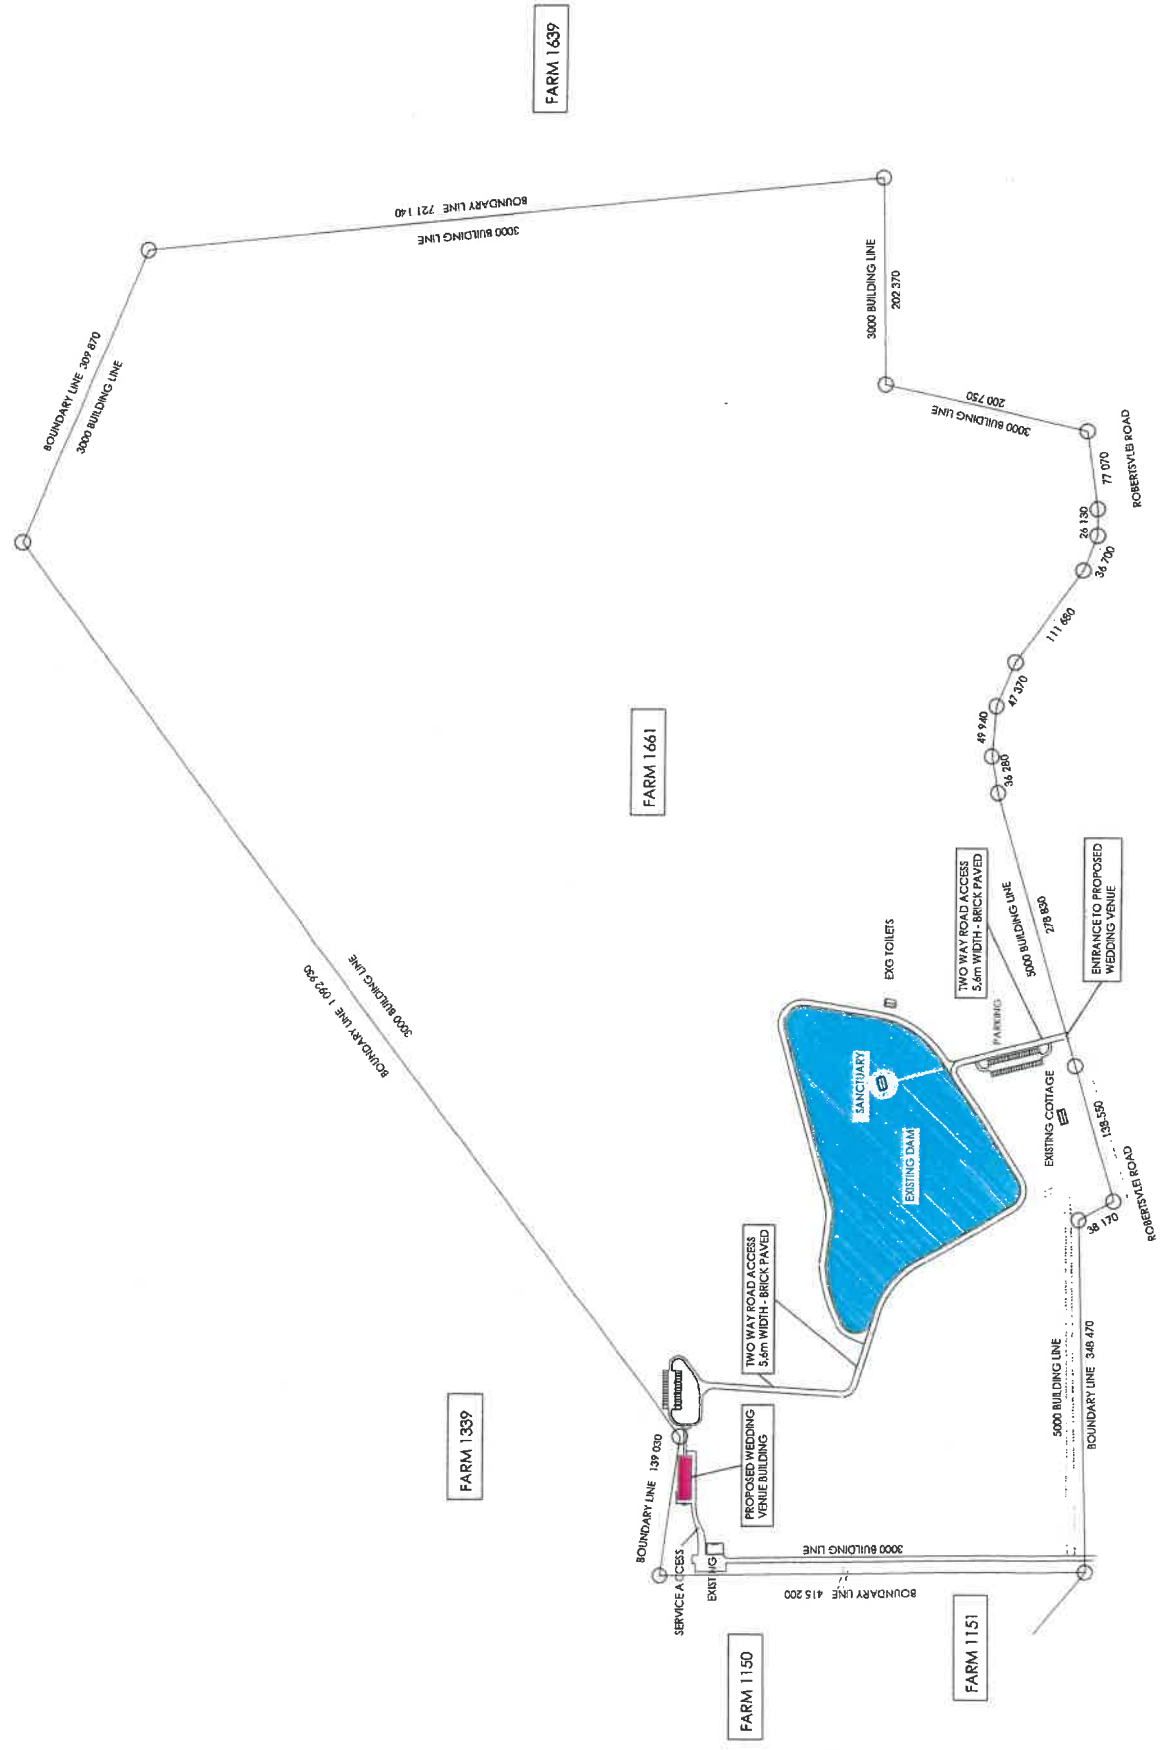 FARM 1639
BOUNDARY LINE 721 140
3000 BUILDING LINE
BOUNDARY LINE 309 870
3000 BUILDING LINE
3000 BUILDING LINE
202 370
3000 BUILDING LINE
200 750
77 070
ROBERTSVLEI ROAD
26 130
36 700
111 680
47 370
49 940
36 280
FARM 1661
BOUNDARY LINE 1 092 930
3000 BUILDING LINE
5000 BUILDING LINE
278 830
TWO WAY ROAD ACCESS
5,6m WIDTH - BRICK PAVED
ENTRANCE TO PROPOSED
WEDDING VENUE
EXG TOILETS
PARKING
SANCTUARY
EXISTING DAM
EXISTING COTTAGE
138 550
ROBERTSVLEI ROAD
38 170
TWO WAY ROAD ACCESS
5,6m WIDTH - BRICK PAVED
5000 BUILDING LINE
BOUNDARY LINE 348 470
FARM 1339
BOUNDARY LINE 139 030
PROPOSED WEDDING
VENUE BUILDING
SERVICE ACCESS
EXISTING
3000 BUILDING LINE
BOUNDARY LINE 415 200
FARM 1150
FARM 1151